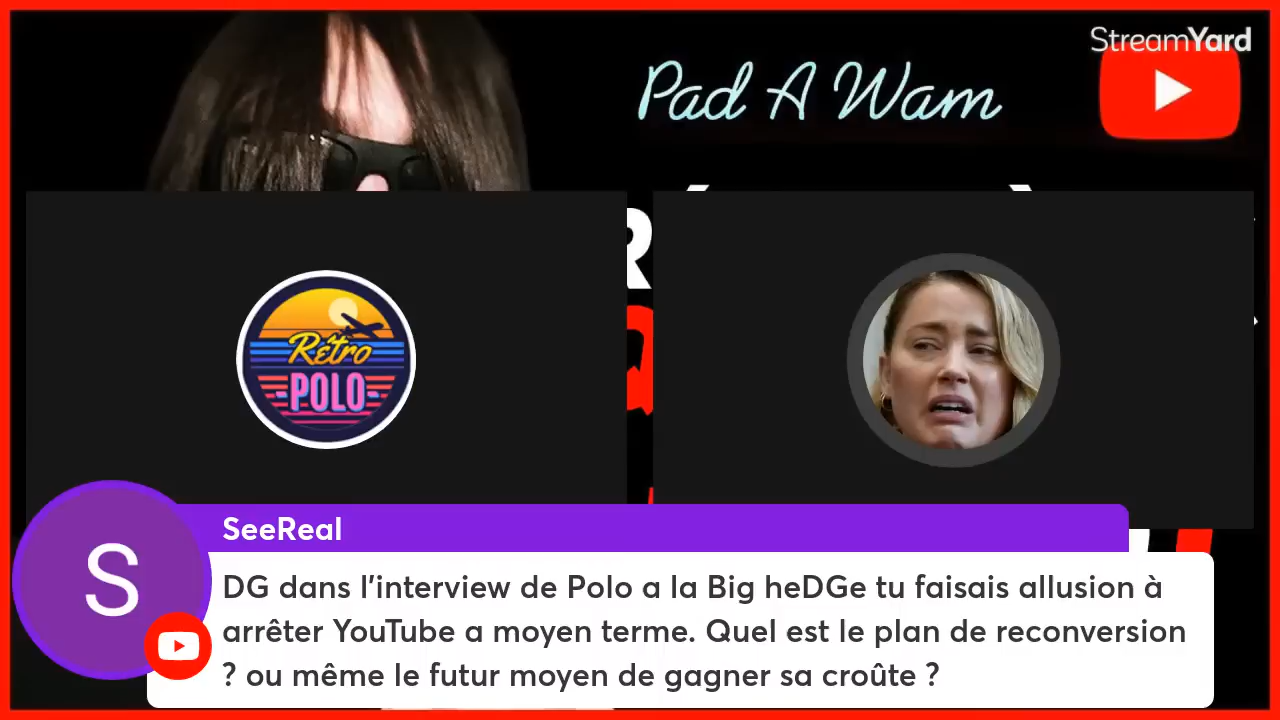 StreamYard
Pad A Wam
Rétro
POLO
S
SeeReal
DG dans l'interview de Polo a la Big heDGe tu faisais allusion à
arrêter YouTube a moyen terme. Quel est le plan de reconversion
? ou même le futur moyen de gagner sa croûte ?